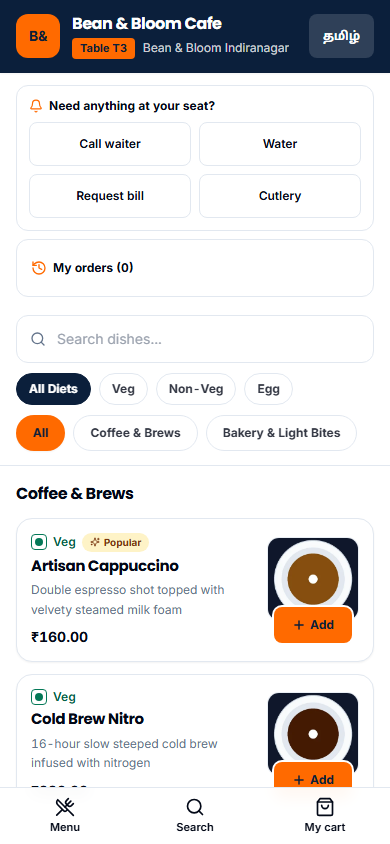 B&
Bean & Bloom Cafe
Table T3
Bean & Bloom Indiranagar
தமிழ்
Need anything at your seat?
Call waiter
Water
Request bill
Cutlery
My orders (0)
Search dishes...
All Diets
Veg
Non-Veg
Egg
All
Coffee & Brews
Bakery & Light Bites
Coffee & Brews
Veg
Popular
Artisan Cappuccino
Double espresso shot topped with
velvety steamed milk foam
₹160.00
+ Add
Veg
Cold Brew Nitro
16-hour slow steeped cold brew
infused with nitrogen
+ Add
Menu
Search
My cart